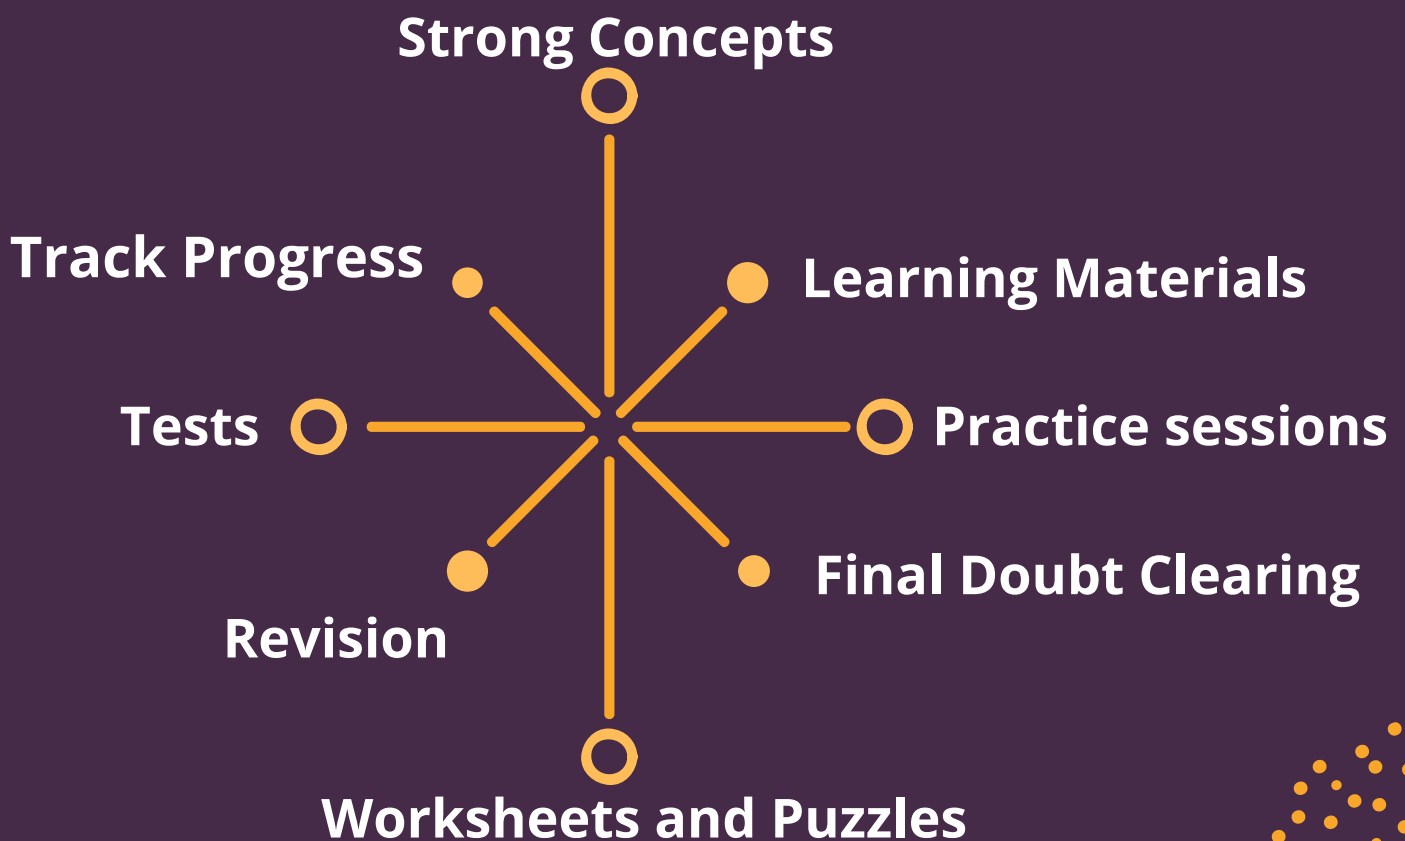 Strong Concepts
Track Progress
Learning Materials
Tests
Practice sessions
Final Doubt Clearing
Revision
Worksheets and Puzzles